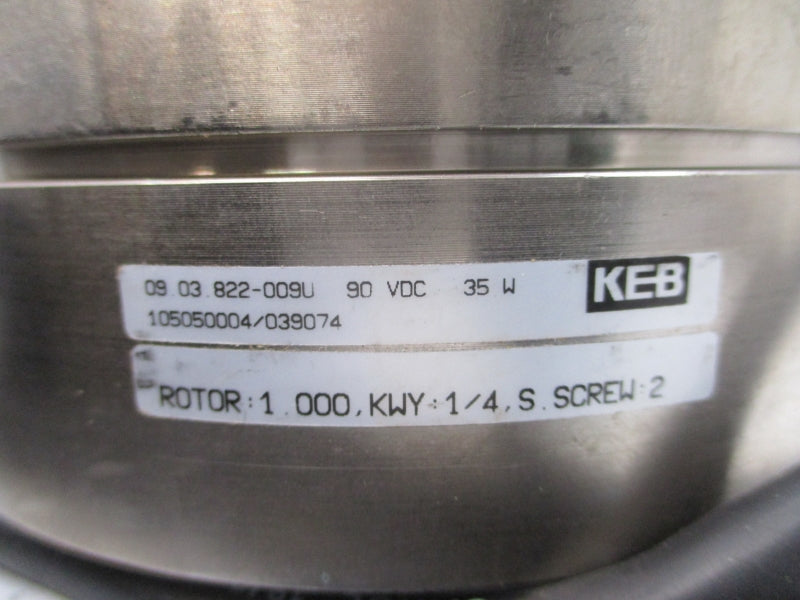 09.03.822-009U 90 VDC 35 W KEB
105050004/039074
ROTOR:1.000,KWY:1/4,S.SCREW:2